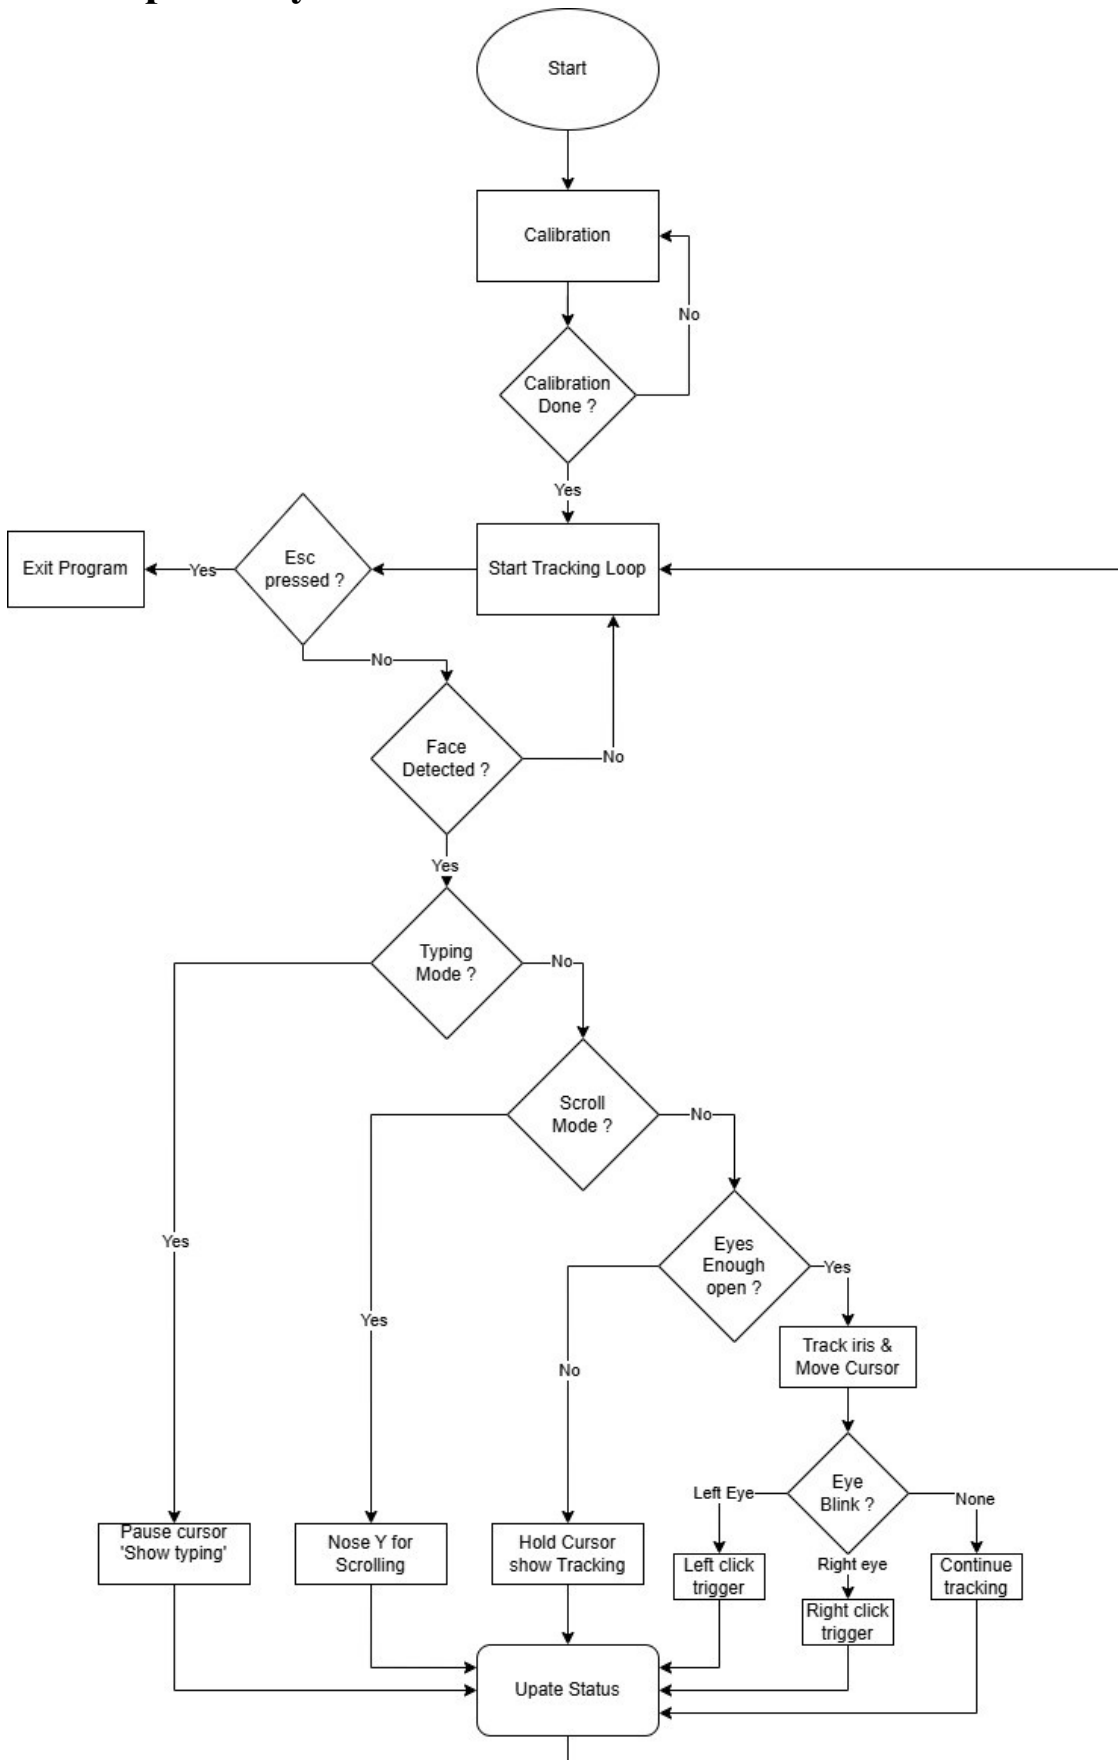 Start
Calibration
No
Calibration
Done ?
Yes
Exit Program
Yes
Esc
pressed ?
Start Tracking Loop
No
Face
Detected ?
No
Yes
Typing
Mode ?
No
Scroll
Mode ?
No
Yes
Eyes
Enough
open ?
Yes
Yes
No
Track iris &
Move Cursor
Eye
Blink ?
Left Eye
None
Right eye
Pause cursor
'Show typing'
Nose Y for
Scrolling
Hold Cursor
show Tracking
Left click
trigger
Right click
trigger
Continue
tracking
Upate Status